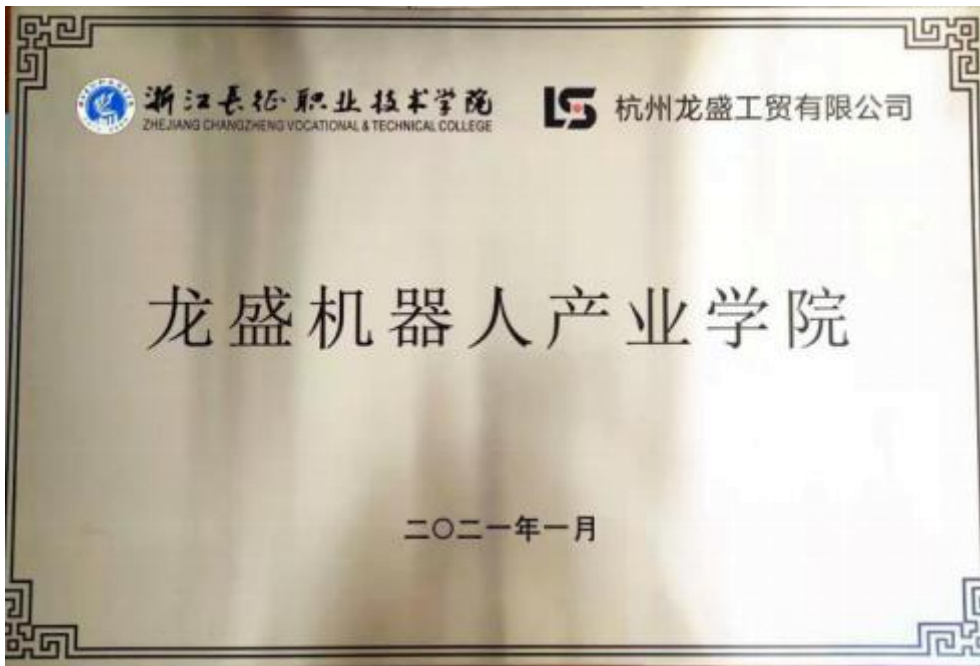 浙江长征职业技术学院
ZHEJIANG CHANGZHENG VOCATIONAL & TECHNICAL COLLEGE
LS 杭州龙盛工贸有限公司
龙盛机器人产业学院
二〇二一年一月